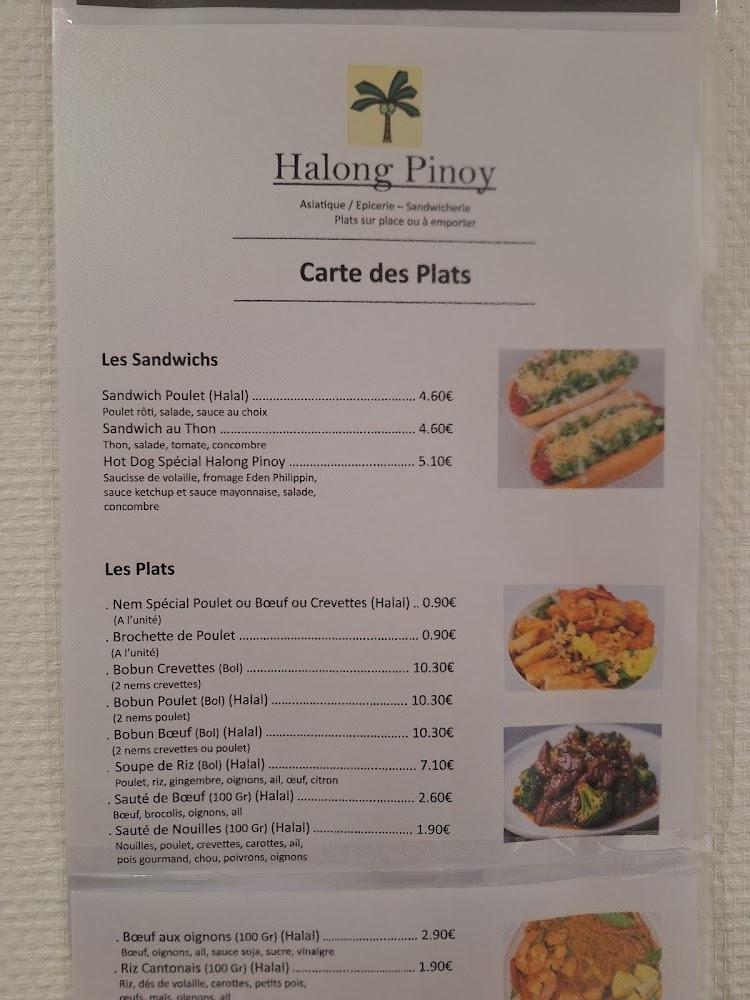 Halong Pinoy
Asiatique / Epicerie – Sandwicherie
Plats sur place ou à emporter
Carte des Plats
Les Sandwichs
Sandwich Poulet (Halal) ........................................ 4.60€
Poulet rôti, salade, sauce au choix
Sandwich au Thon ................................................ 4.60€
Thon, salade, tomate, concombre
Hot Dog Spécial Halong Pinoy ............................... 5.10€
Saucisse de volaille, fromage Eden Philippin,
sauce ketchup et sauce mayonnaise, salade,
concombre
Les Plats
. Nem Spécial Poulet ou Bœuf ou Crevettes (Halal) .. 0.90€
(A l'unité)
. Brochette de Poulet ............................................ 0.90€
(A l'unité)
. Bobun Crevettes (Bol) ........................................ 10.30€
(2 nems crevettes)
. Bobun Poulet (Bol) (Halal) .................................. 10.30€
(2 nems poulet)
. Bobun Bœuf (Bol) (Halal) ................................... 10.30€
(2 nems crevettes ou poulet)
. Soupe de Riz (Bol) (Halal) .................................... 7.10€
Poulet, riz, gingembre, oignons, ail, œuf, citron
. Sauté de Bœuf (100 Gr) (Halal) ............................. 2.60€
Bœuf, brocolis, oignons, ail
. Sauté de Nouilles (100 Gr) (Halal) ........................ 1.90€
Nouilles, poulet, crevettes, carottes, ail,
pois gourmand, chou, poivrons, oignons
. Bœuf aux oignons (100 Gr) (Halal) ....................... 2.90€
Bœuf, oignons, ail, sauce soja, sucre, vinaigre
. Riz Cantonais (100 Gr) (Halal) .............................. 1.90€
Riz, dés de volaille, carottes, petits pois,
œufs, maïs, oignons, ail